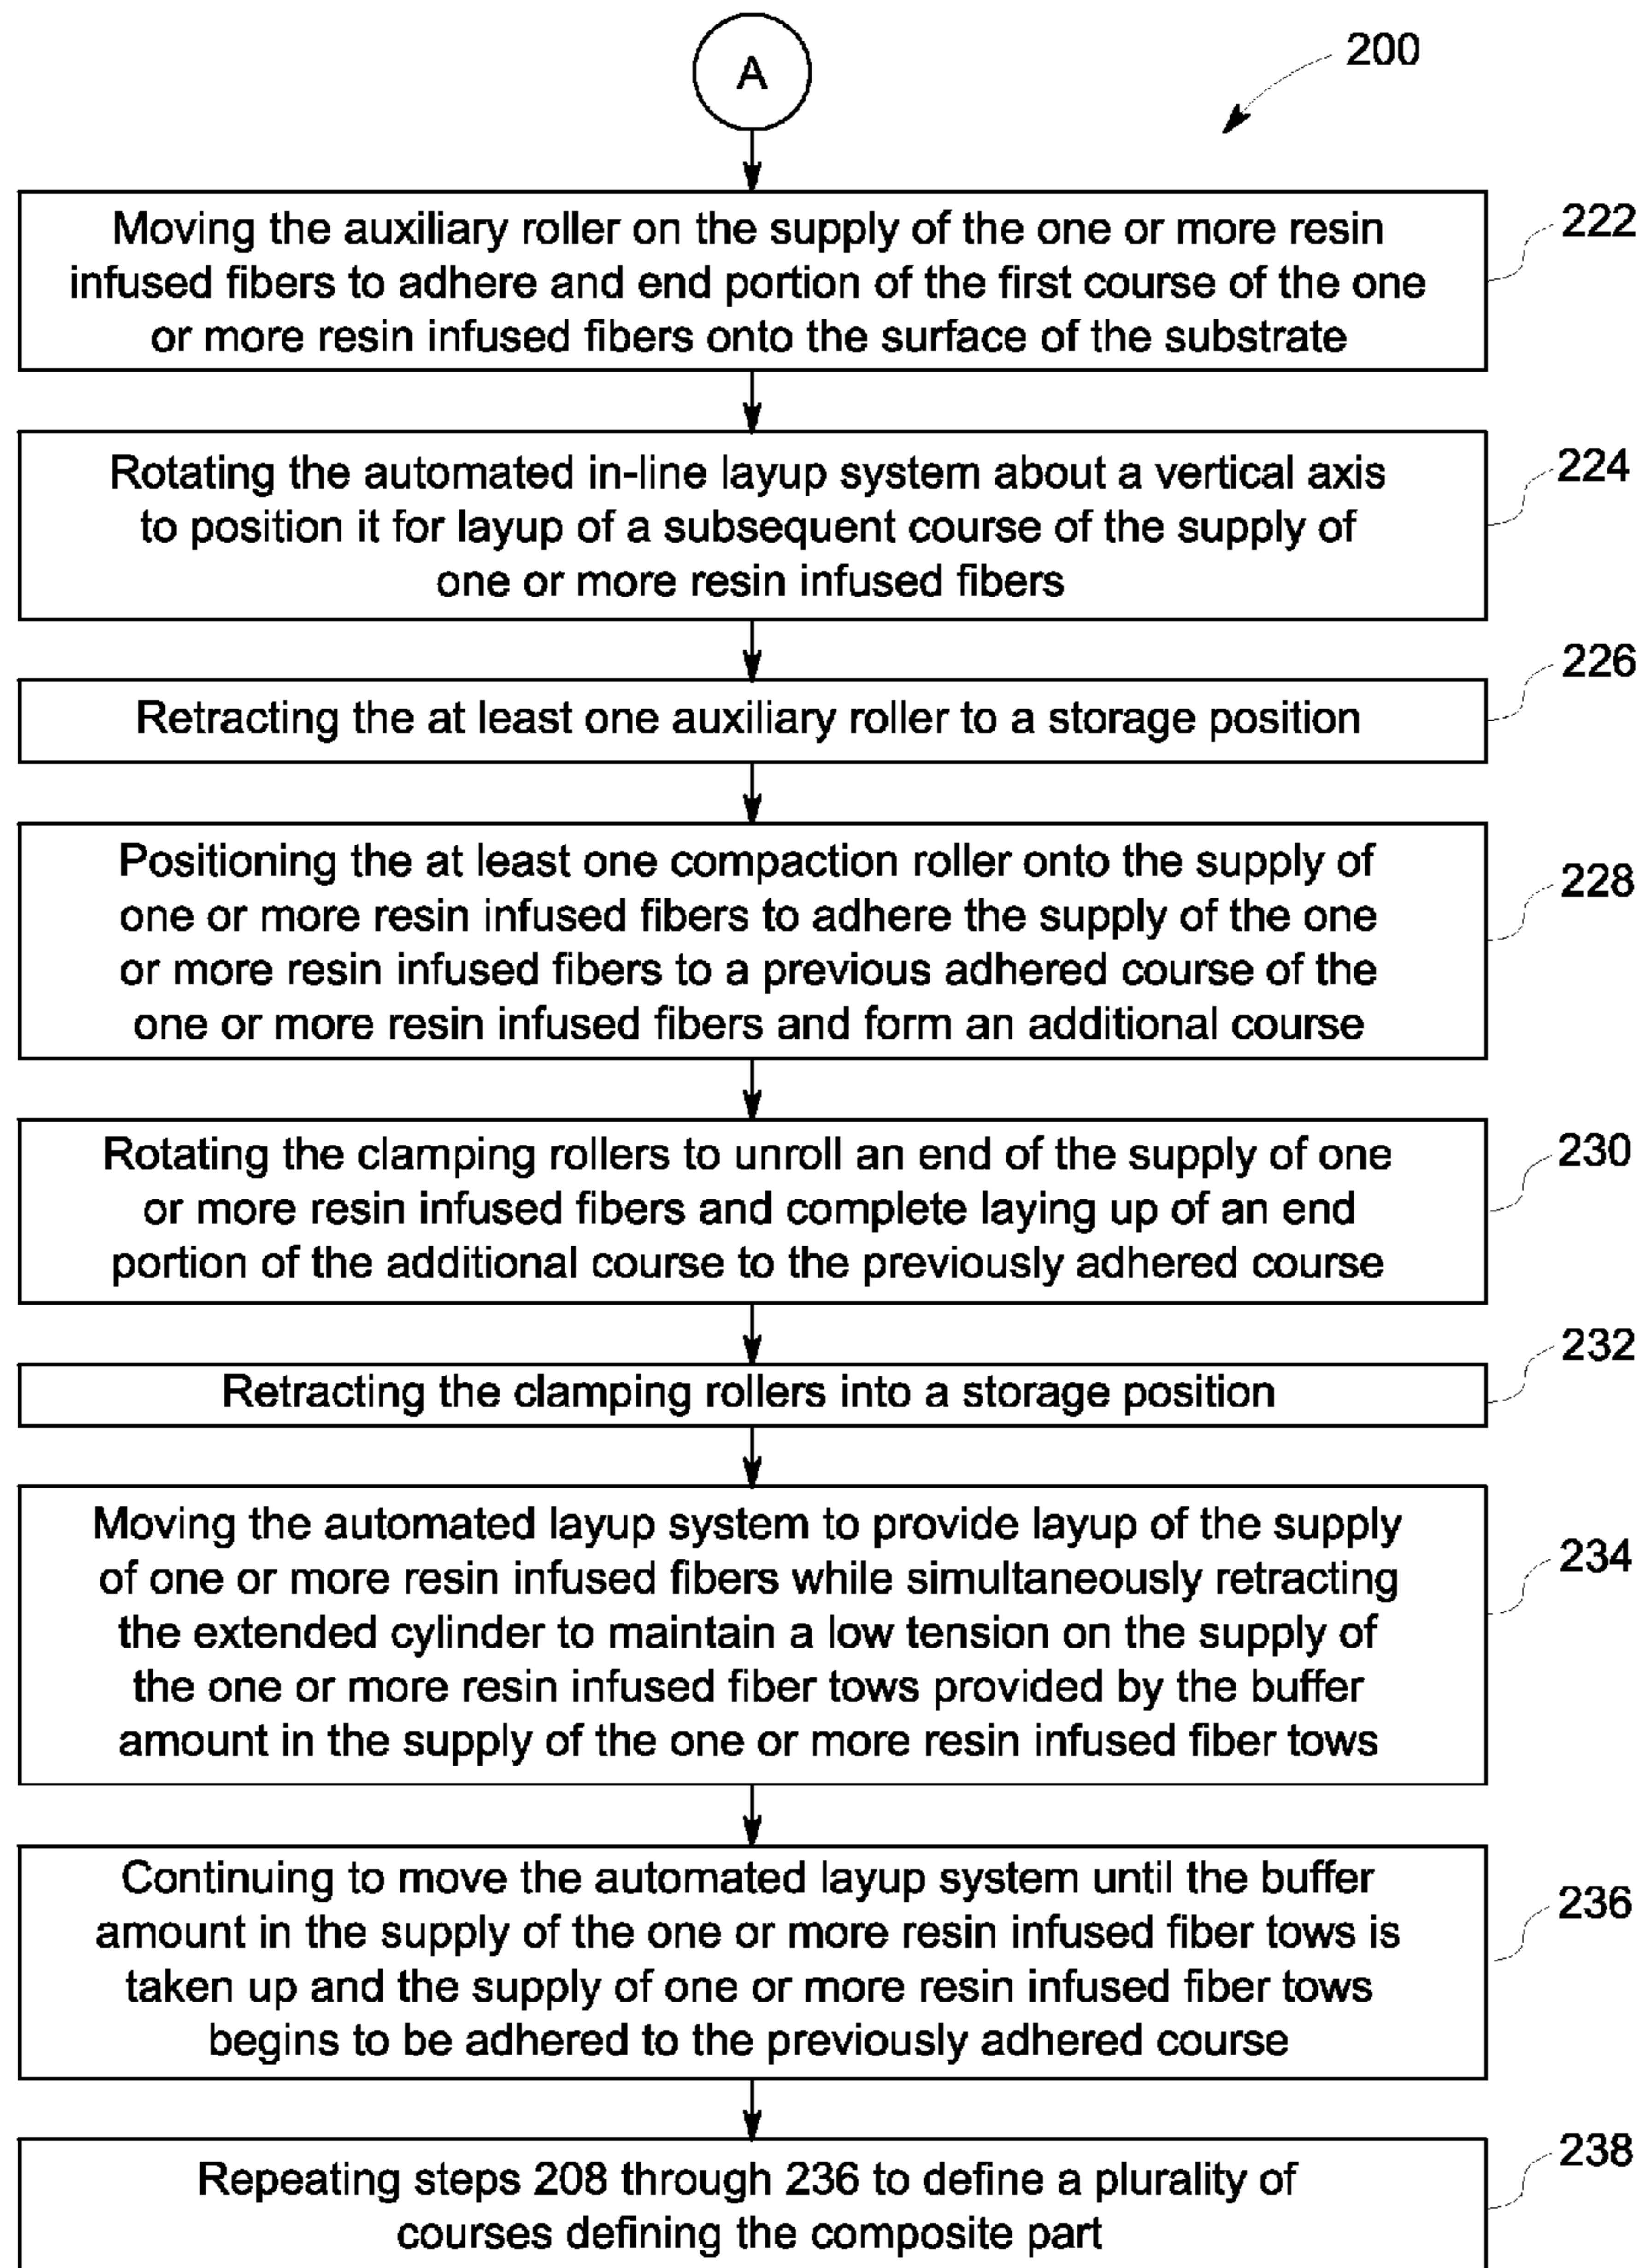 A
200
Moving the auxiliary roller on the supply of the one or more resin
infused fibers to adhere and end portion of the first course of the one
or more resin infused fibers onto the surface of the substrate
222
Rotating the automated in-line layup system about a vertical axis
to position it for layup of a subsequent course of the supply of
one or more resin infused fibers
224
Retracting the at least one auxiliary roller to a storage position
226
Positioning the at least one compaction roller onto the supply of
one or more resin infused fibers to adhere the supply of the one
or more resin infused fibers to a previous adhered course of the
one or more resin infused fibers and form an additional course
228
Rotating the clamping rollers to unroll an end of the supply of one
or more resin infused fibers and complete laying up of an end
portion of the additional course to the previously adhered course
230
Retracting the clamping rollers into a storage position
232
Moving the automated layup system to provide layup of the supply
of one or more resin infused fibers while simultaneously retracting
the extended cylinder to maintain a low tension on the supply of
the one or more resin infused fiber tows provided by the buffer
amount in the supply of the one or more resin infused fiber tows
234
Continuing to move the automated layup system until the buffer
amount in the supply of the one or more resin infused fiber tows is
taken up and the supply of one or more resin infused fiber tows
begins to be adhered to the previously adhered course
236
Repeating steps 208 through 236 to define a plurality of
courses defining the composite part
238